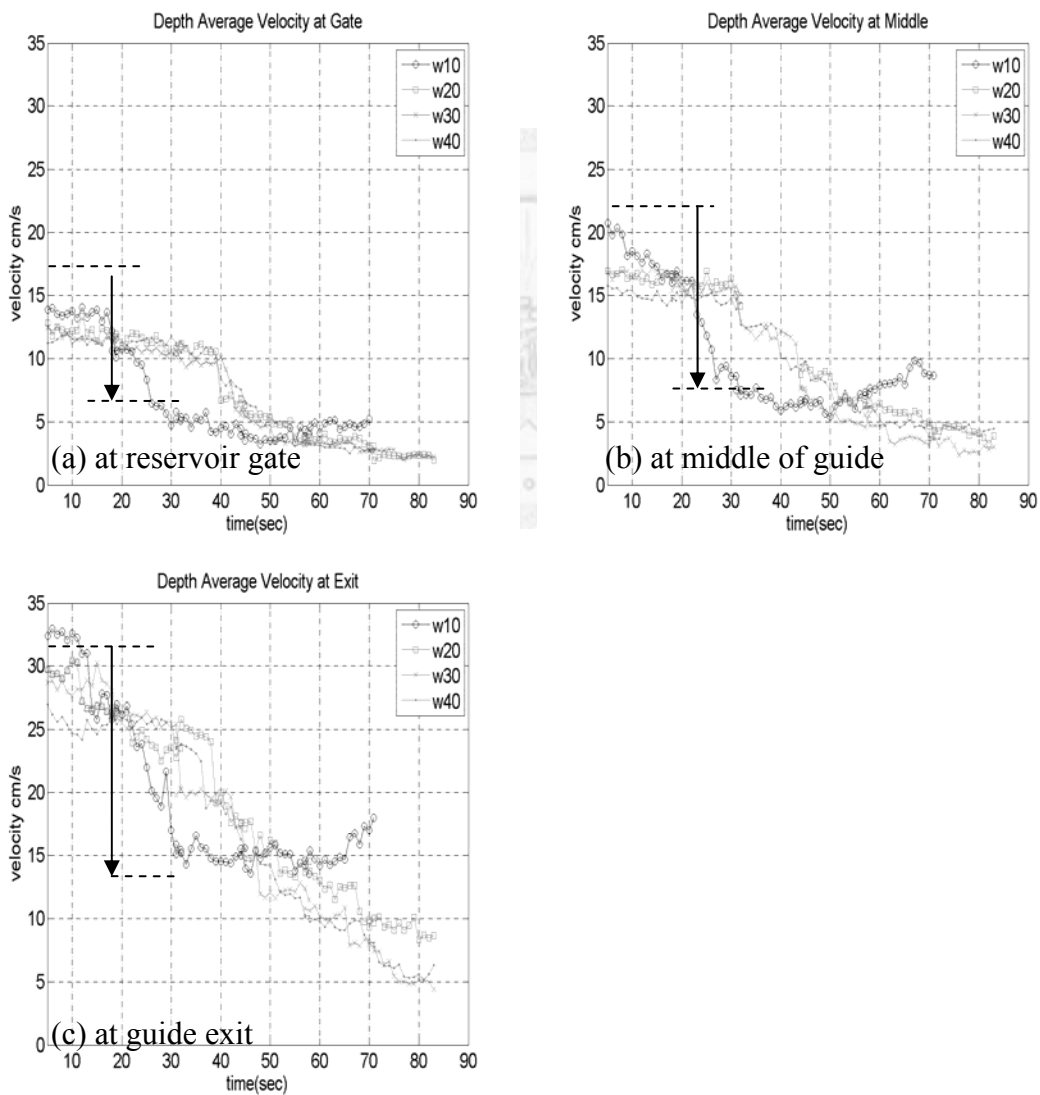 Depth Average Velocity at Gate
35
30
25
20
15
10
5
0
velocity cm/s
w10
w20
w30
w40
(a) at reservoir gate
10 20 30 40 50 60 70 80 90
time(sec)
Depth Average Velocity at Middle
35
30
25
20
15
10
5
0
velocity cm/s
w10
w20
w30
w40
(b) at middle of guide
10 20 30 40 50 60 70 80 90
time(sec)
Depth Average Velocity at Exit
35
30
25
20
15
10
5
0
velocity cm/s
w10
w20
w30
w40
(c) at guide exit
10 20 30 40 50 60 70 80 90
time(sec)